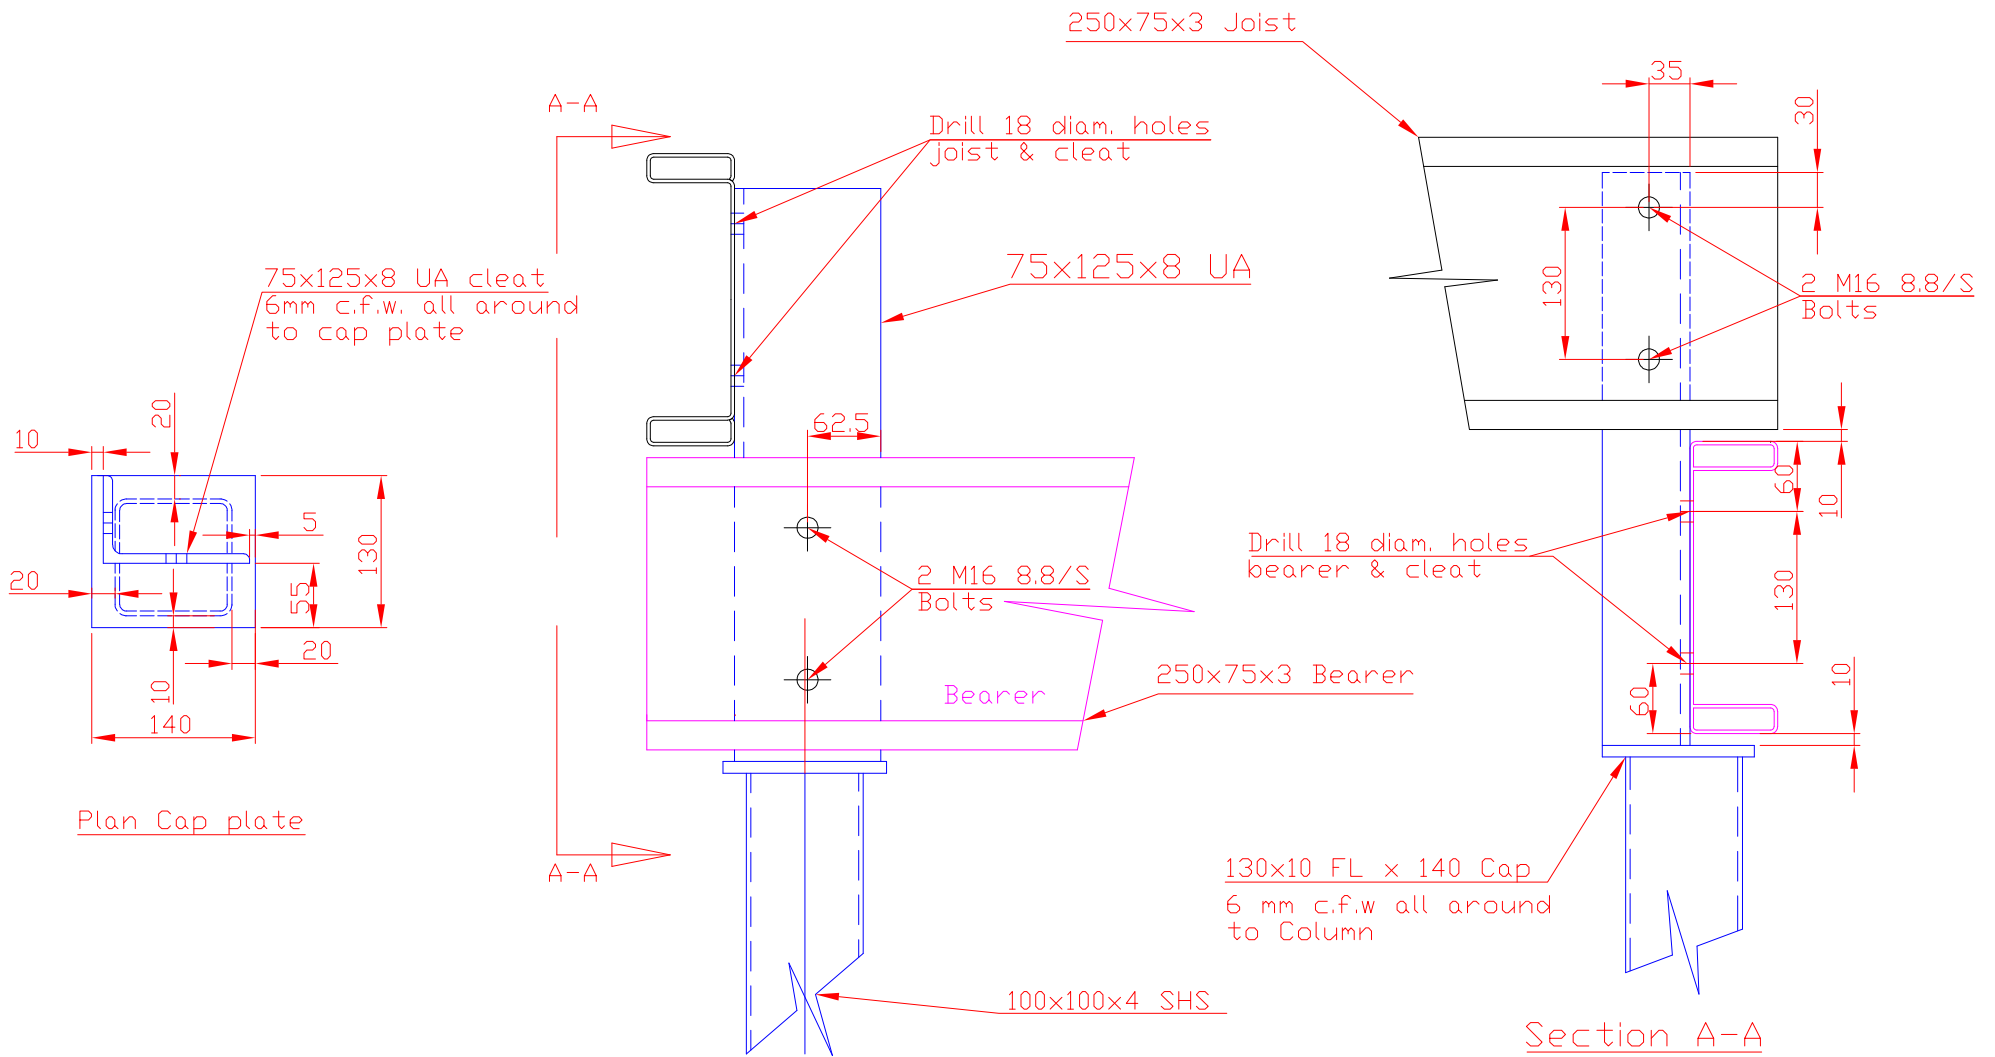 250x75x3 Joist
35
30
A-A
Drill 18 diam. holes
joist & cleat
75x125x8 UA cleat
6mm c.f.w. all around
to cap plate
75x125x8 UA
130
2 M16 8.8/S
Bolts
20
10
62.5
60
10
5
130
20
55
20
10
140
Drill 18 diam. holes
bearer & cleat
130
2 M16 8.8/S
Bolts
250x75x3 Bearer
Bearer
60
10
Plan Cap plate
A-A
130x10 FL x 140 Cap
6 mm c.f.w all around
to Column
100x100x4 SHS
Section A-A